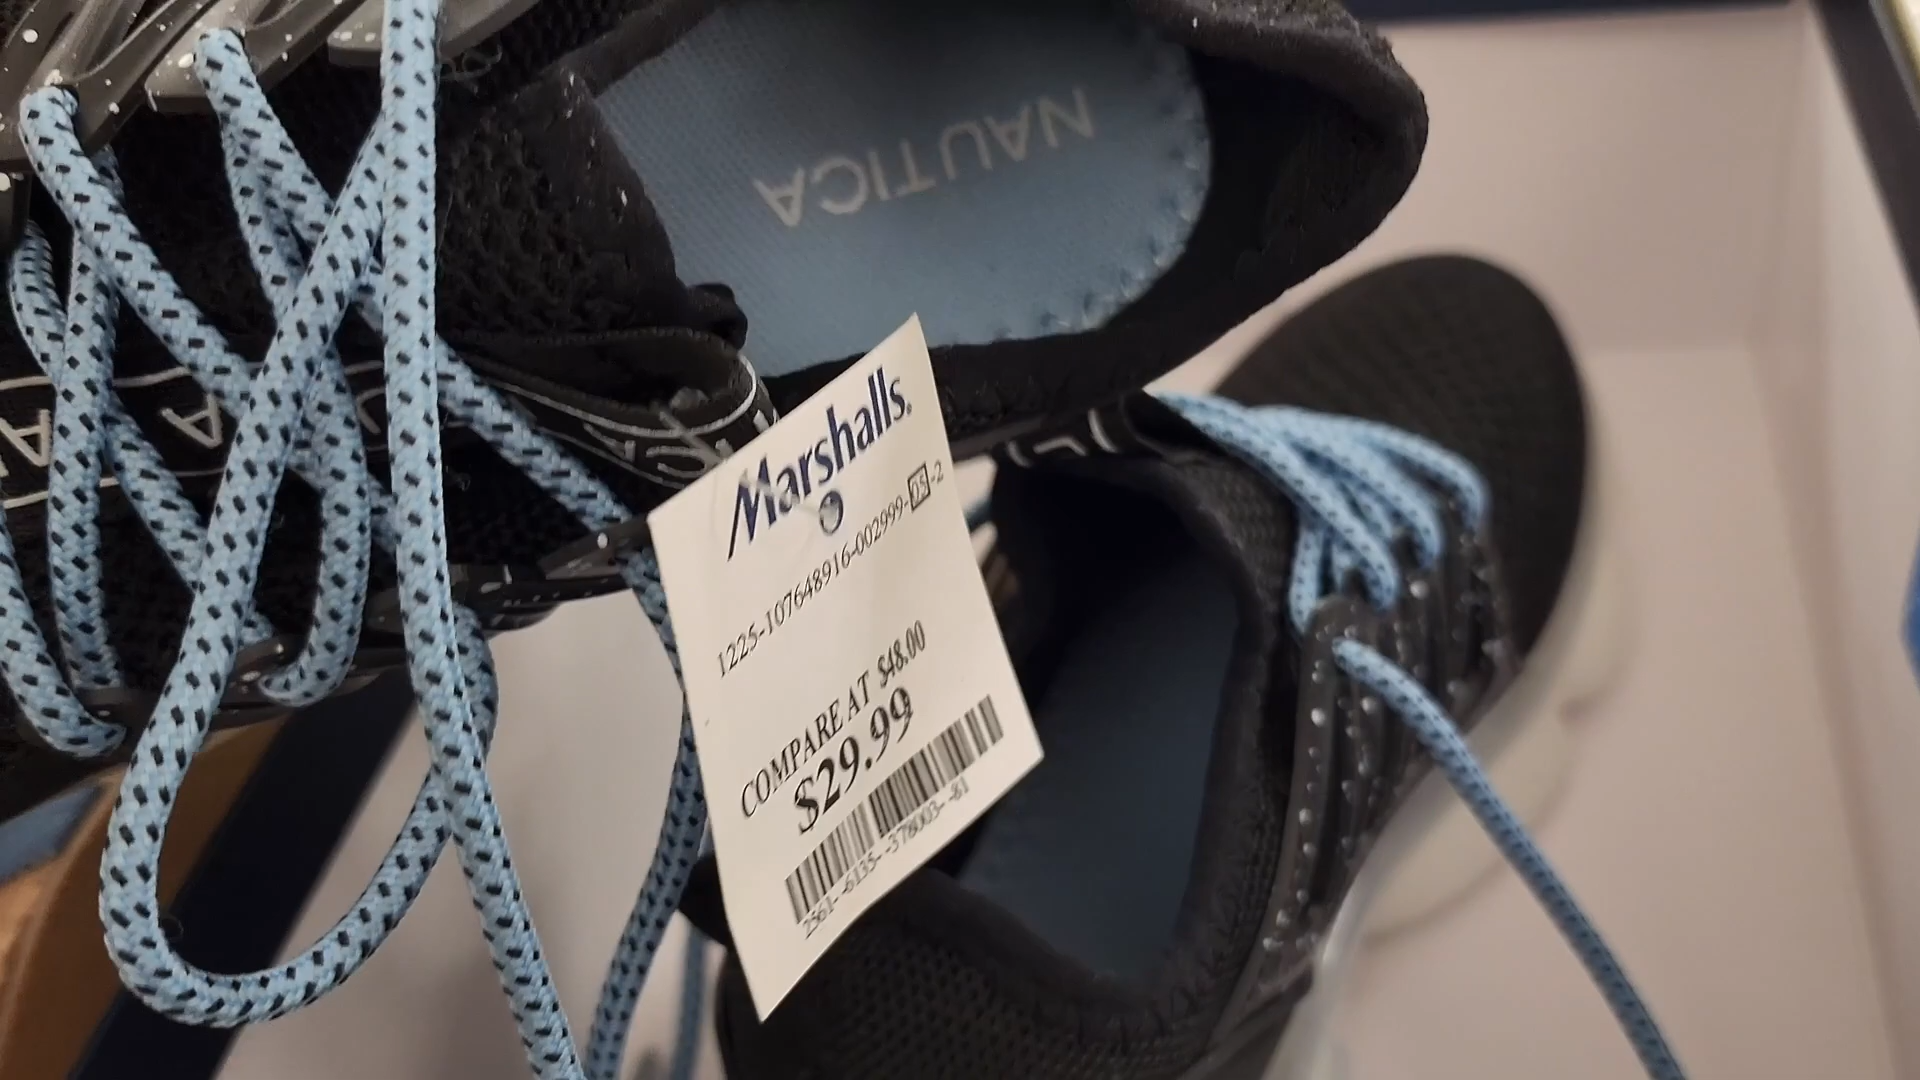 NAUTICA
Marshalls.
1225-107648916-002999-05-2
COMPARE AT $48.00
$29.99
2561- -6135- -378003- -81